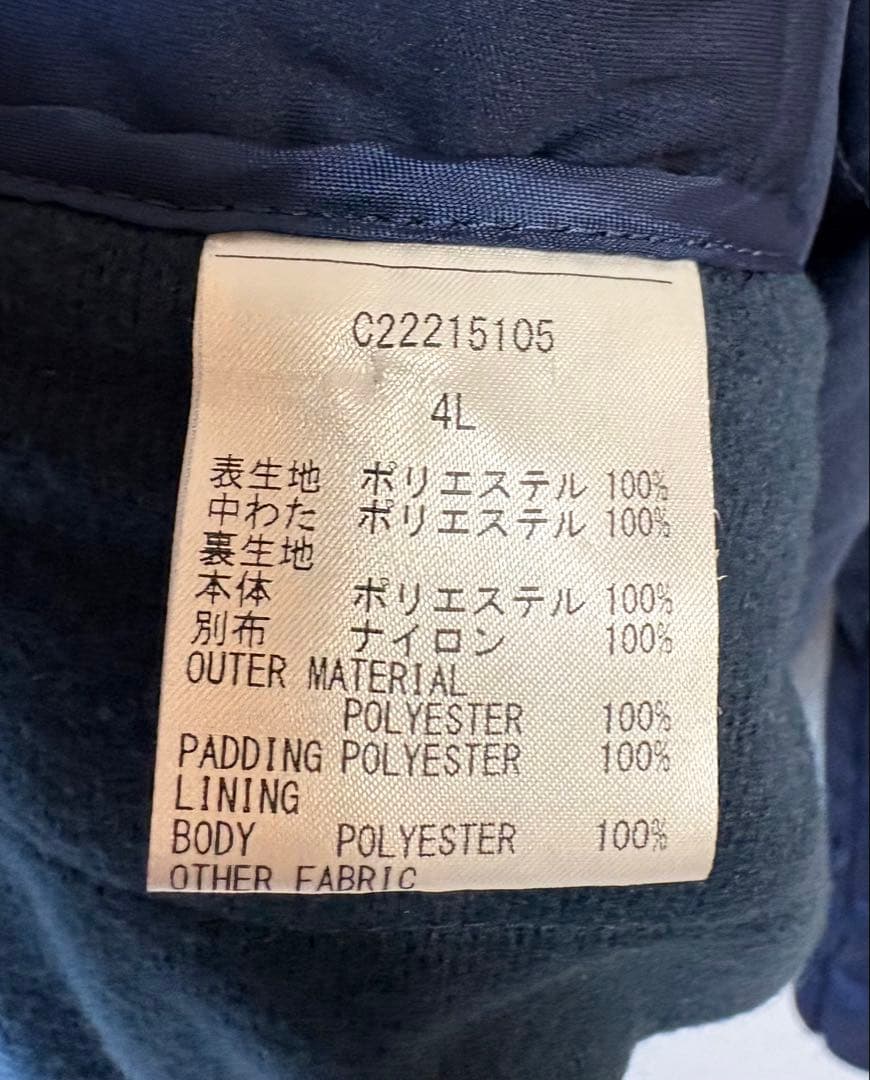 C22215105
4L
表生地 ポリエステル 100%
中わた ポリエステル 100%
裏生地
本体 ポリエステル 100%
別布 ナイロン 100%
OUTER MATERIAL
POLYESTER 100%
PADDING POLYESTER 100%
LINING
BODY POLYESTER 100%
OTHER FABRIC